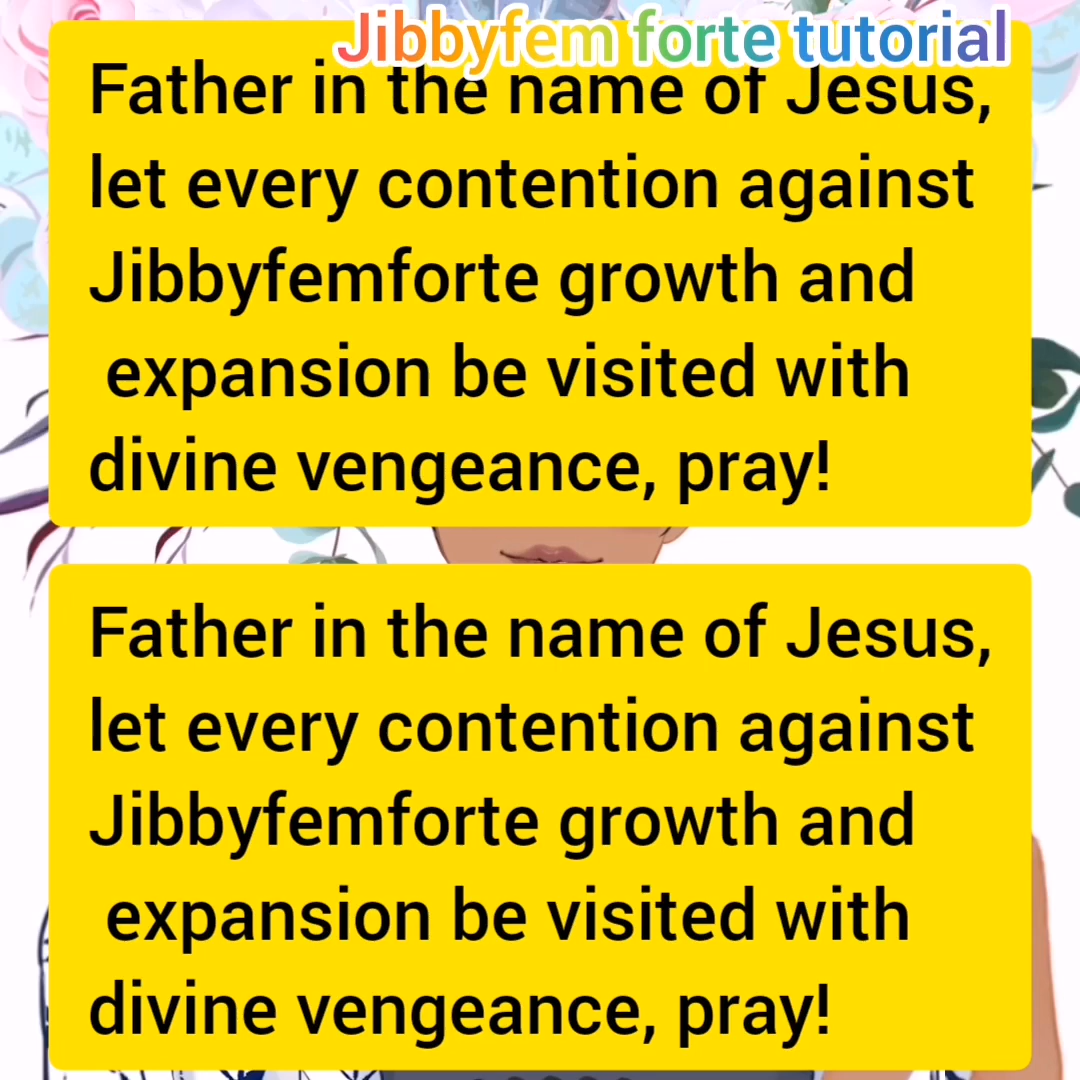 Jibbyfem forte tutorial
Father in the name of Jesus,
let every contention against
Jibbyfemforte growth and
expansion be visited with
divine vengeance, pray!
Father in the name of Jesus,
let every contention against
Jibbyfemforte growth and
expansion be visited with
divine vengeance, pray!